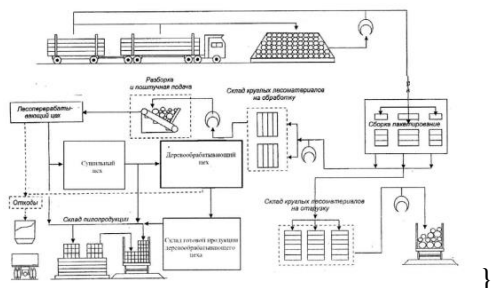 Разборка
и поштучная подача
Склад круглых лесоматериалов
на обработку
Лесоперерабаты-
вающий цех
Сборка пакетирование
Сушильный
цех
Деревообрабатывающий
цех
Отходы
Склад пилопродукции
Склад готовой продукции
деревообрабатывающего
цеха
Склад круглых лесоматериалов
на отгрузку
}